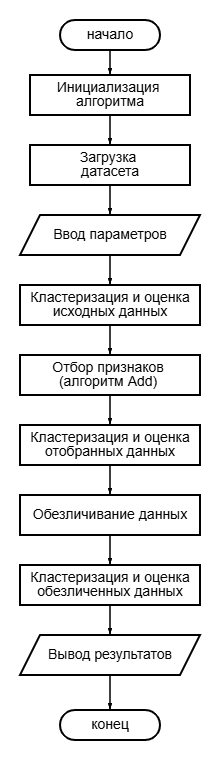 начало
Инициализация
алгоритма
Загрузка
датасета
Ввод параметров
Кластеризация и оценка
исходных данных
Отбор признаков
(алгоритм Add)
Кластеризация и оценка
отобранных данных
Обезличивание данных
Кластеризация и оценка
обезличенных данных
Вывод результатов
конец